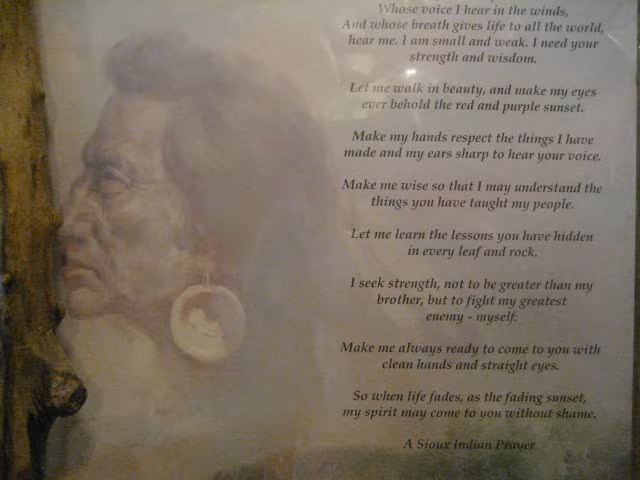 Whose voice I hear in the winds,
And whose breath gives life to all the world,
hear me. I am small and weak. I need your
strength and wisdom.
Let me walk in beauty, and make my eyes
ever behold the red and purple sunset.
Make my hands respect the things I have
made and my ears sharp to hear your voice.
Make me wise so that I may understand the
things you have taught my people.
Let me learn the lessons you have hidden
in every leaf and rock.
I seek strength, not to be greater than my
brother, but to fight my greatest
enemy - myself.
Make me always ready to come to you with
clean hands and straight eyes.
So when life fades, as the fading sunset,
my spirit may come to you without shame.
A Sioux Indian Prayer